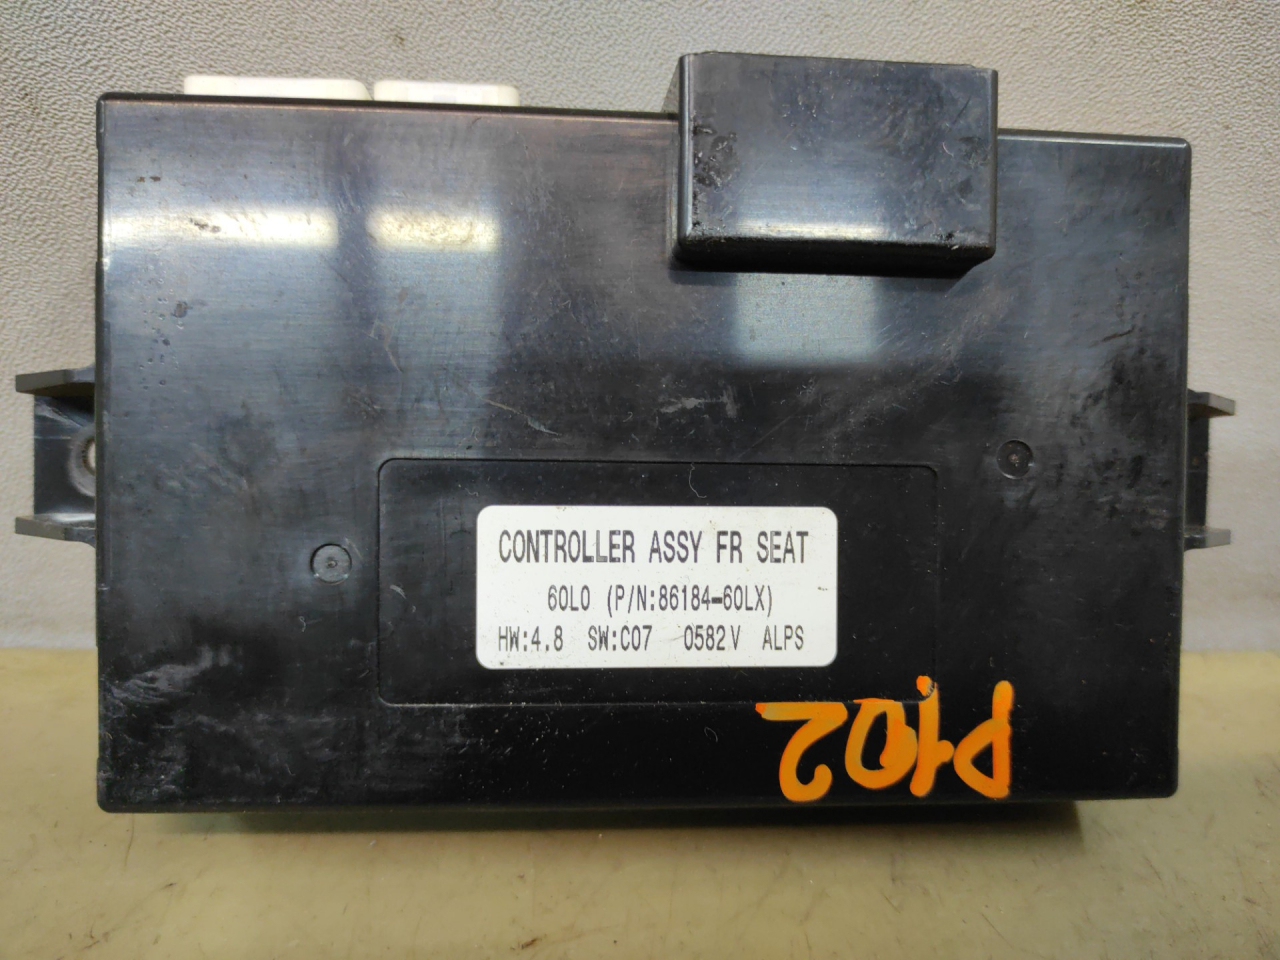 CONTROLLER ASSY FR SEAT
60L0 (P/N:86184-60LX)
HW:4.8 SW:C07 0582V ALPS
P102